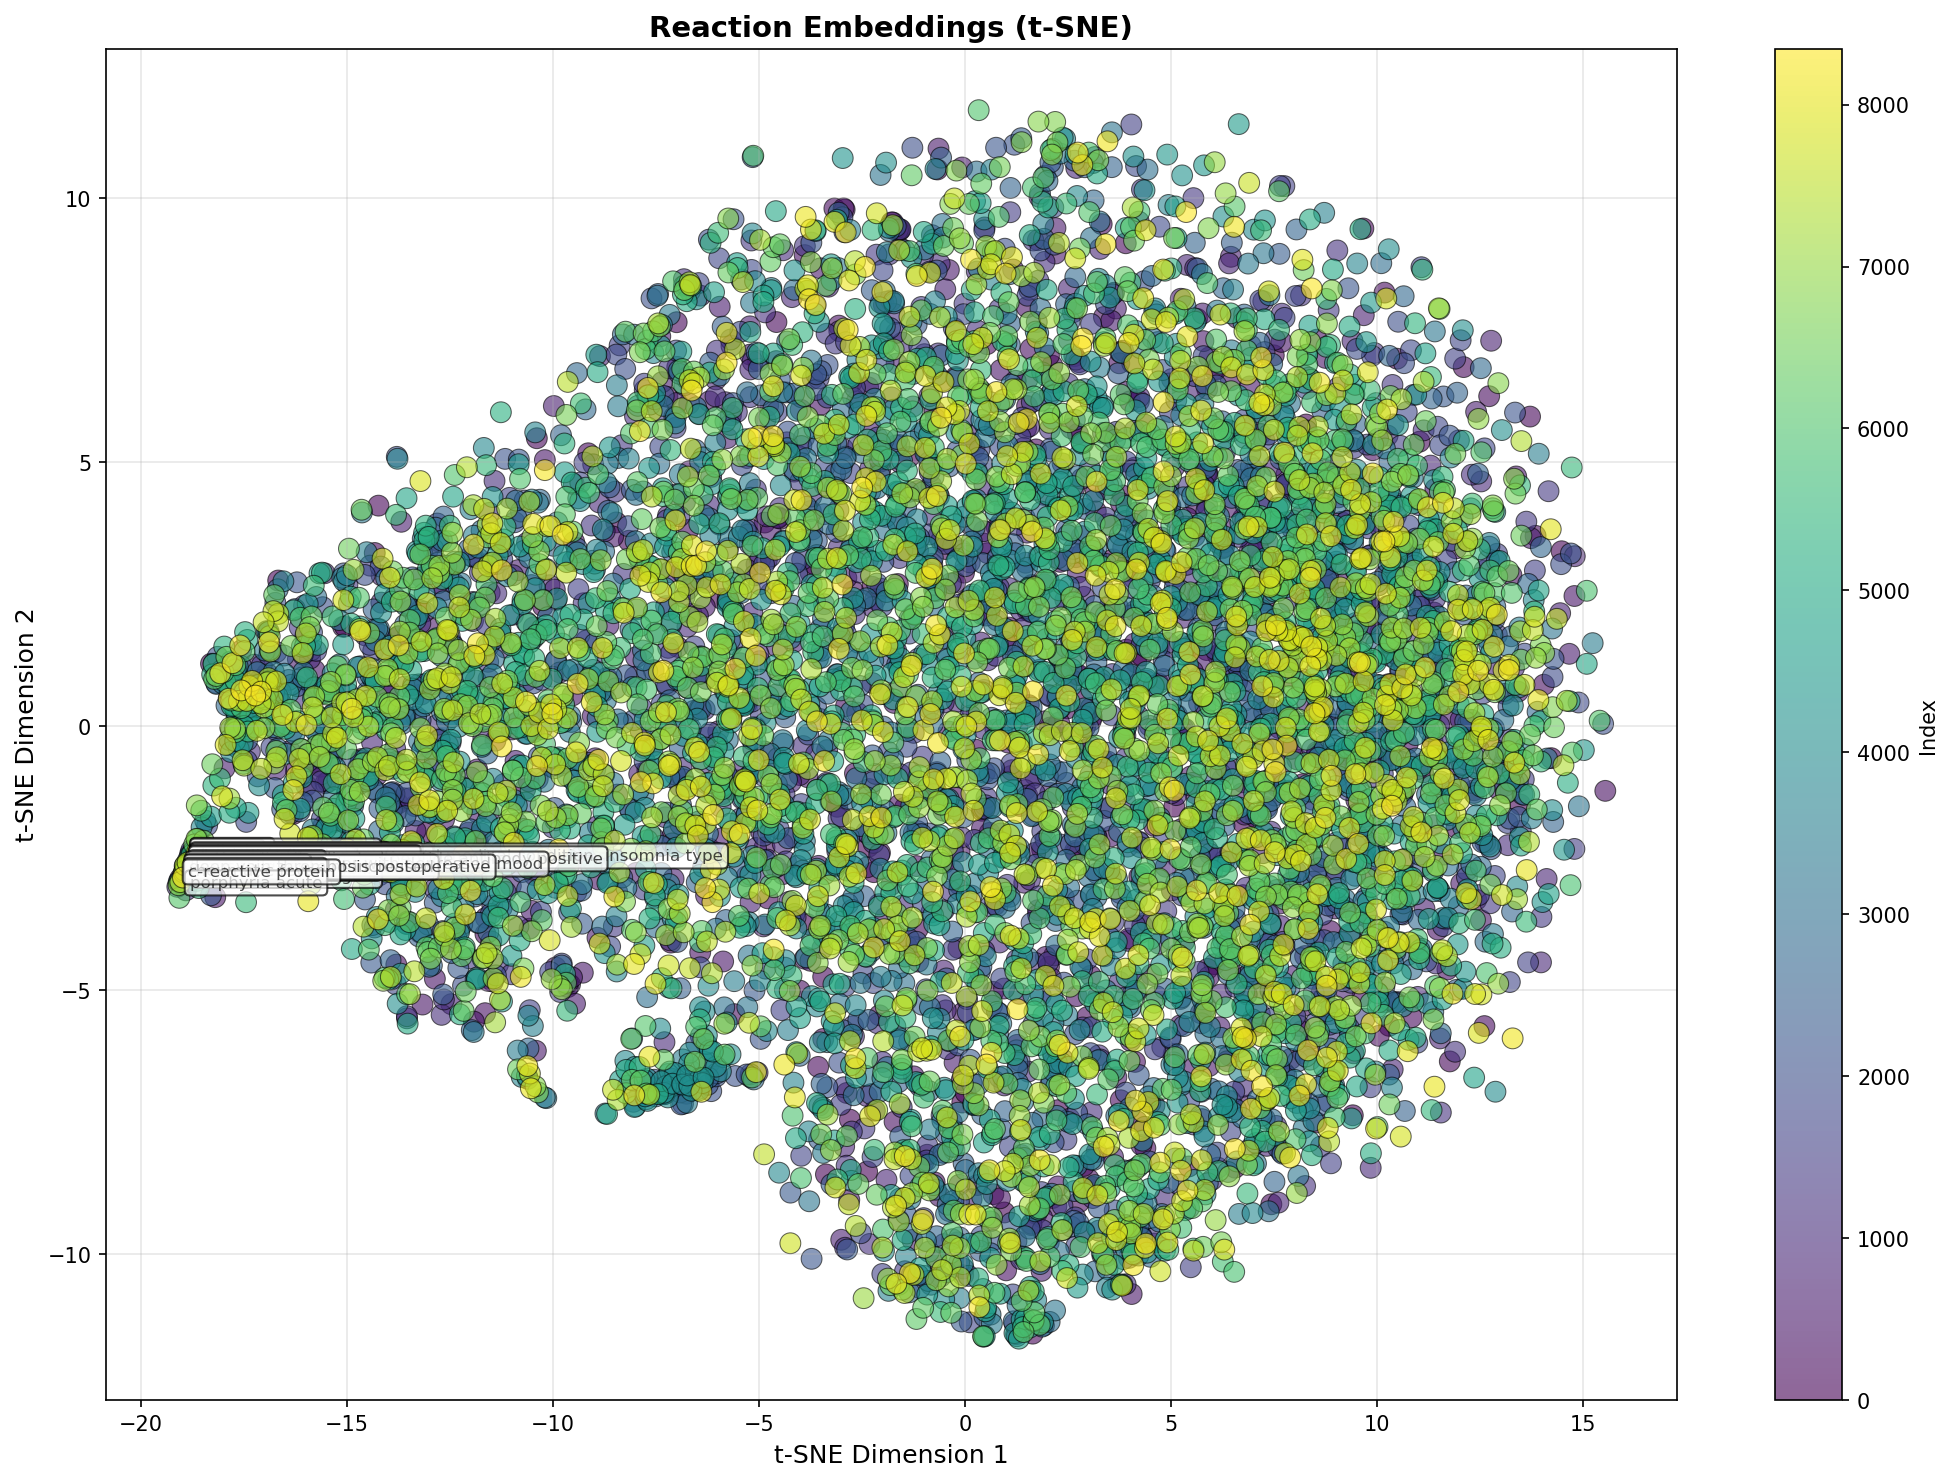 Reaction Embeddings (t-SNE)
10
5
0
−5
−10
t-SNE Dimension 2
positive
nsomnia type
mood
postoperative
c-reactive protein
porphyria acute
−20
−15
−10
−5
0
5
10
15
t-SNE Dimension 1
8000
7000
6000
5000
4000
3000
2000
1000
0
Index